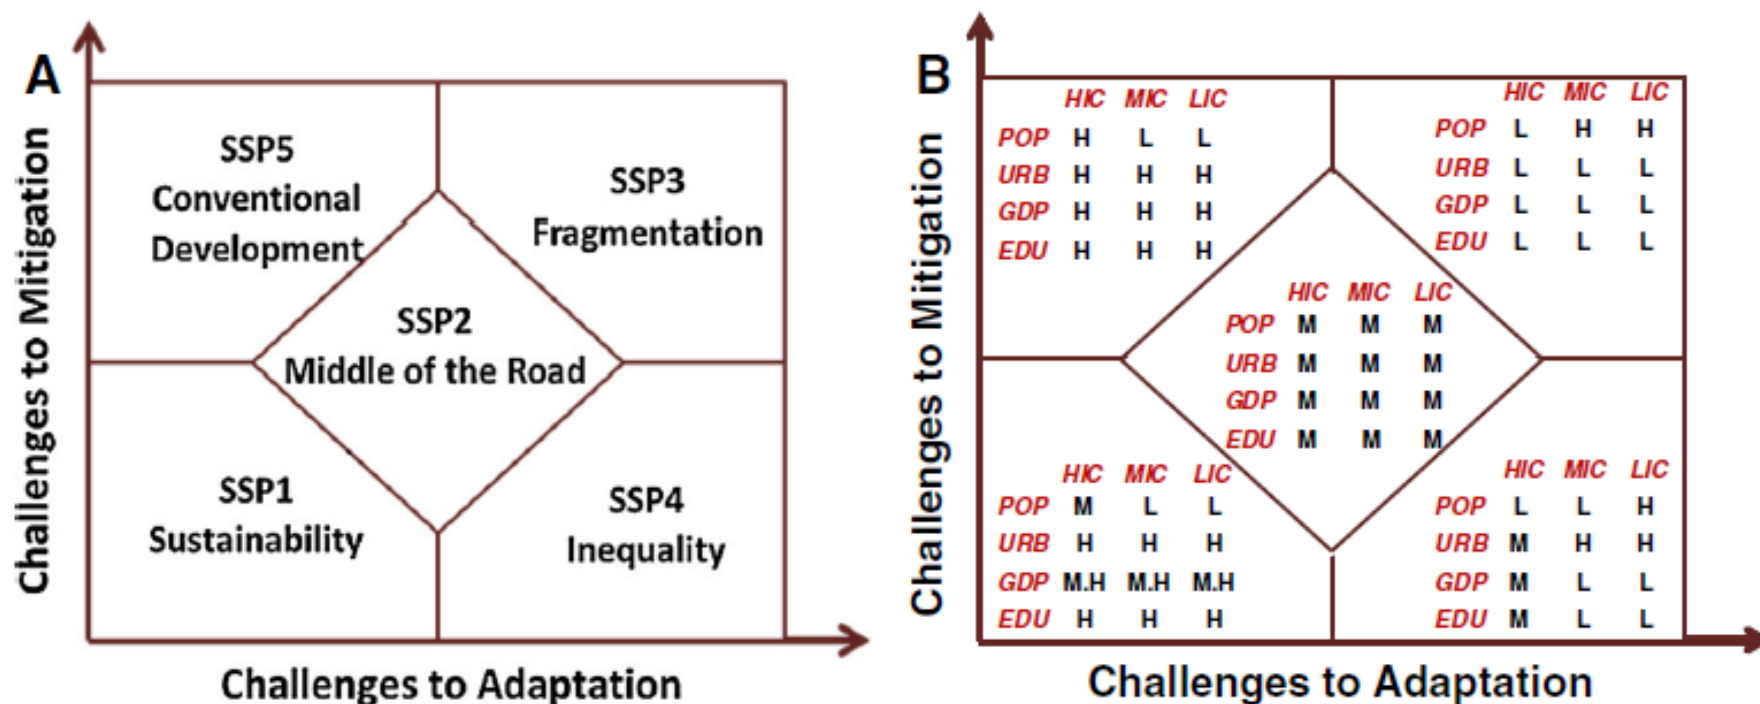 A
Challenges to Mitigation
SSP5
Conventional
Development
SSP3
Fragmentation
SSP2
Middle of the Road
SSP1
Sustainability
SSP4
Inequality
Challenges to Adaptation
B
Challenges to Mitigation
HIC MIC LIC
POP H L L
URB H H H
GDP H H H
EDU H H H
HIC MIC LIC
POP L H H
URB L L L
GDP L L L
EDU L L L
HIC MIC LIC
POP M M M
URB M M M
GDP M M M
EDU M M M
HIC MIC LIC
POP M L L
URB H H H
GDP M.H M.H M.H
EDU H H H
HIC MIC LIC
POP L L H
URB M H H
GDP M L L
EDU M L L
Challenges to Adaptation